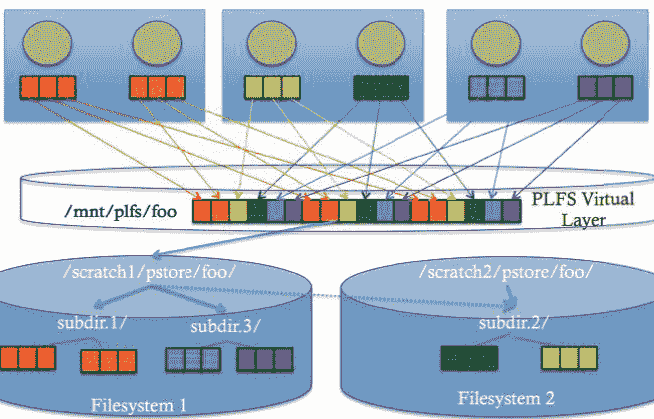 /mnt/plfs/foo
PLFS Virtual
Layer
/scratch1/pstore/foo/
/scratch2/pstore/foo/
subdir.1/
subdir.3/
subdir.2/
Filesystem 1
Filesystem 2